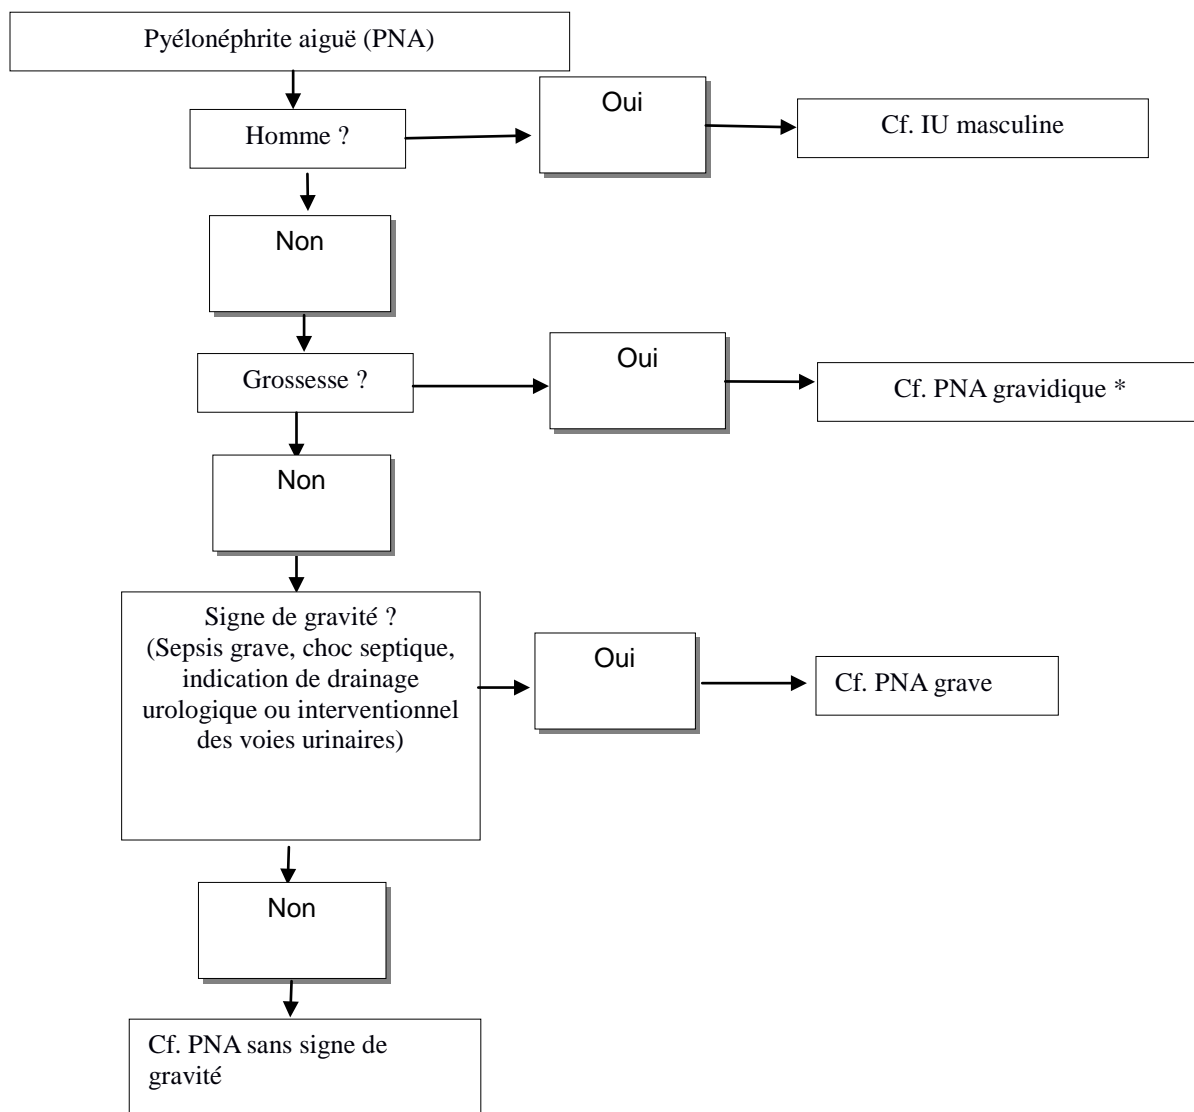 Pyélonéphrite aiguë (PNA)
Homme ?
Oui
Cf. IU masculine
Non
Grossesse ?
Oui
Cf. PNA gravidique *
Non
Signe de gravité ?
(Sepsis grave, choc septique,
indication de drainage
urologique ou interventionnel
des voies urinaires)
Oui
Cf. PNA grave
Non
Cf. PNA sans signe de
gravité